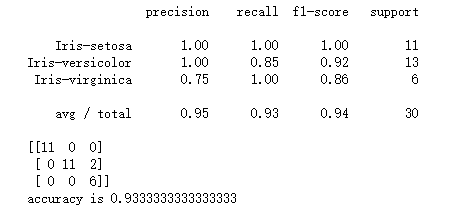 precision recall f1-score support
Iris-setosa 1.00 1.00 1.00 11
Iris-versicolor 1.00 0.85 0.92 13
Iris-virginica 0.75 1.00 0.86 6
avg / total 0.95 0.93 0.94 30
[[11 0 0]
[ 0 11 2]
[ 0 0 6]]
accuracy is 0.9333333333333333